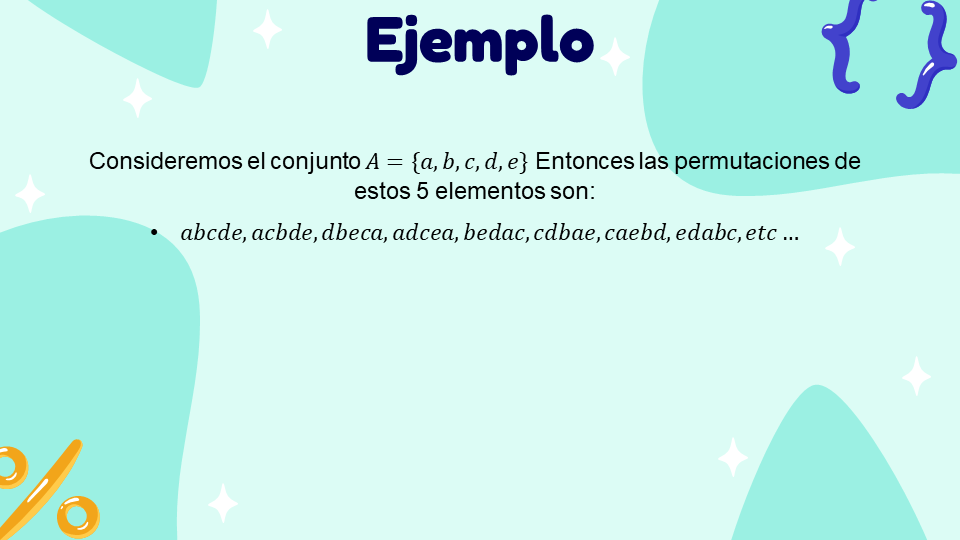 Ejemplo
Consideremos el conjunto A = {a, b, c, d, e} Entonces las permutaciones de
estos 5 elementos son:
• abcde, acbde, dbeca, adcea, bedac, cdbae, caebd, edabc, etc ...